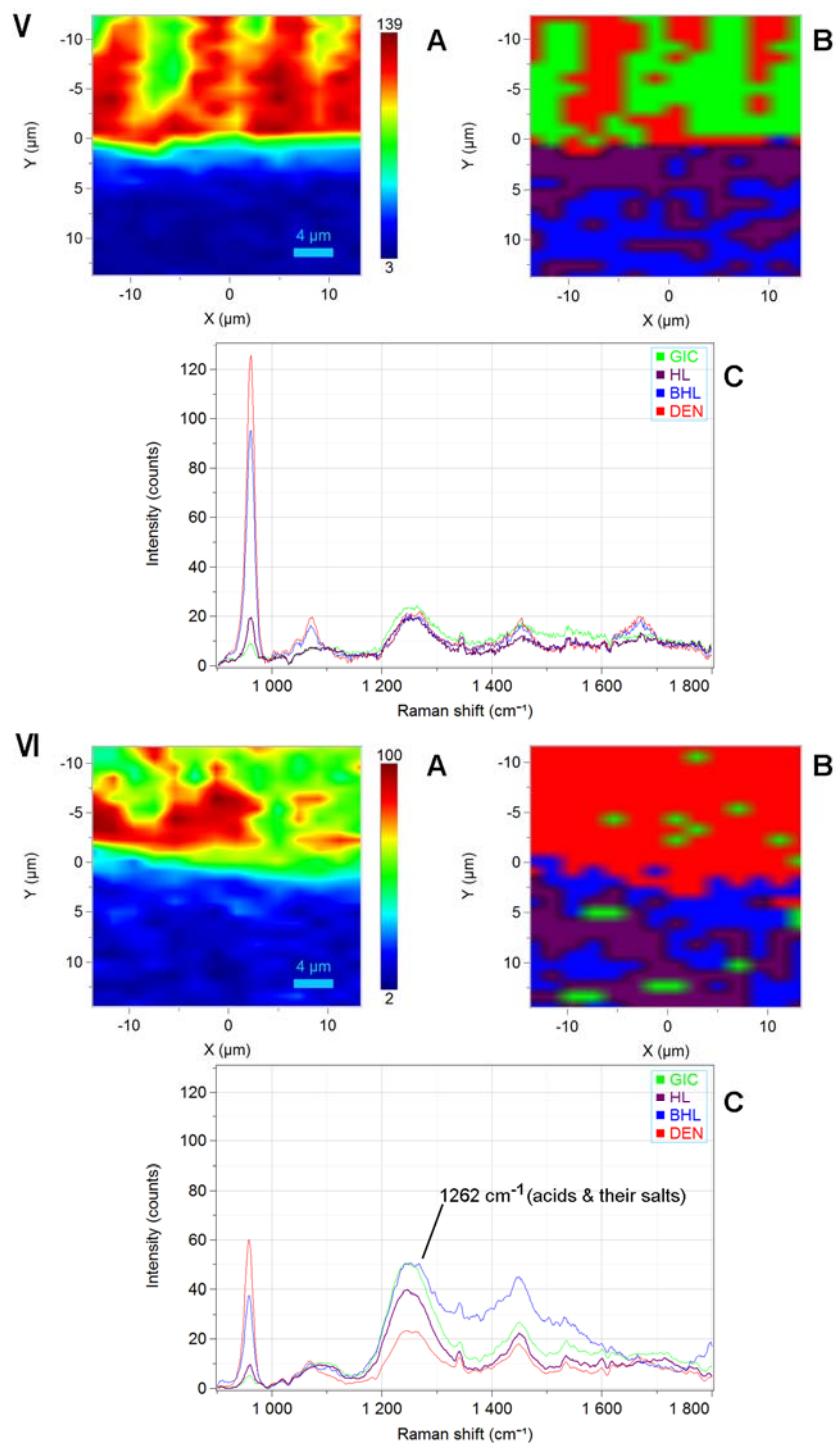 V
A
B
139
3
-10
-5
0
5
10
Y (µm)
4 µm
-10
0
10
X (µm)
-10
-5
0
5
10
Y (µm)
-10
0
10
X (µm)
C
GIC
HL
BHL
DEN
120
100
80
60
40
20
0
Intensity (counts)
1 000
1 200
1 400
1 600
1 800
Raman shift (cm⁻¹)
VI
A
B
100
2
-10
-5
0
5
10
Y (µm)
4 µm
-10
0
10
X (µm)
-10
-5
0
5
10
Y (µm)
-10
0
10
X (µm)
C
GIC
HL
BHL
DEN
1262 cm⁻¹ (acids & their salts)
120
100
80
60
40
20
0
Intensity (counts)
1 000
1 200
1 400
1 600
1 800
Raman shift (cm⁻¹)